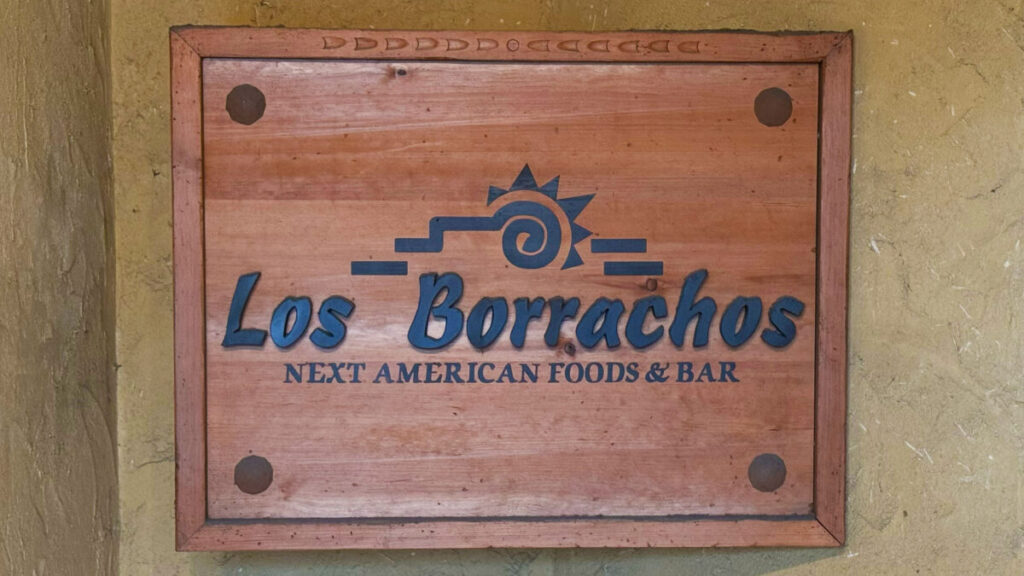 Los Borrachos
NEXT AMERICAN FOODS & BAR